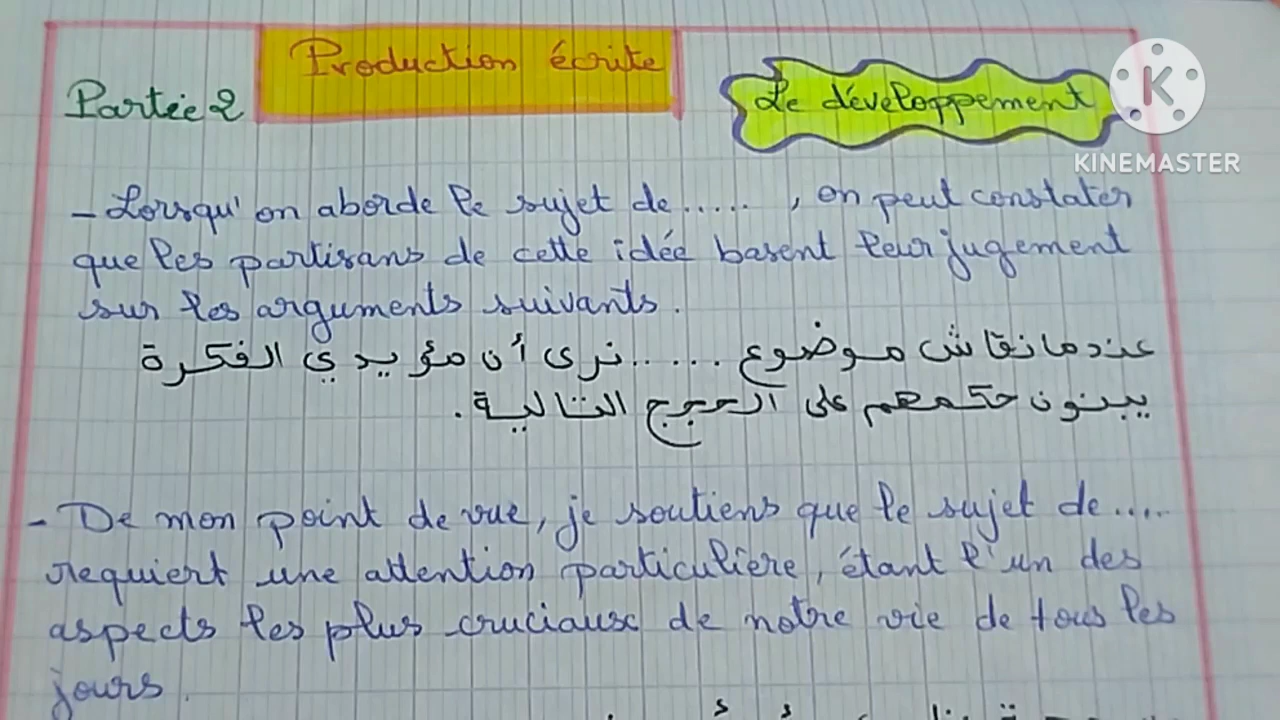 Production écrite
Partie 2
Le développement
K
KINEMASTER
- Lorsqu'on aborde le sujet de ..... , on peut constater
que les partisans de cette idée basent leur jugement
sur les arguments suivants.
عندما نقاش موضوع ..... نرى أن مؤيدي الفكرة
يبنون حكمهم على الحجج التالية.
- De mon point de vue, je soutiens que le sujet de .....
requiert une attention particulière, étant l'un des
aspects les plus cruciaux de notre vie de tous les
jours.